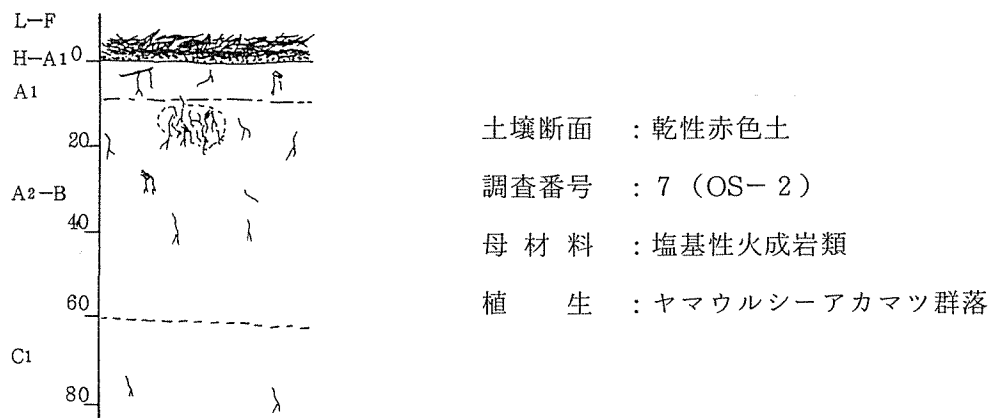 L-F
H-A1 0
A1
20
A2-B
40
60
C1
80
土壌断面 :乾性赤色土
調査番号 :7(OS-2)
母材料 :塩基性火成岩類
植生 :ヤマウルシーアカマツ群落